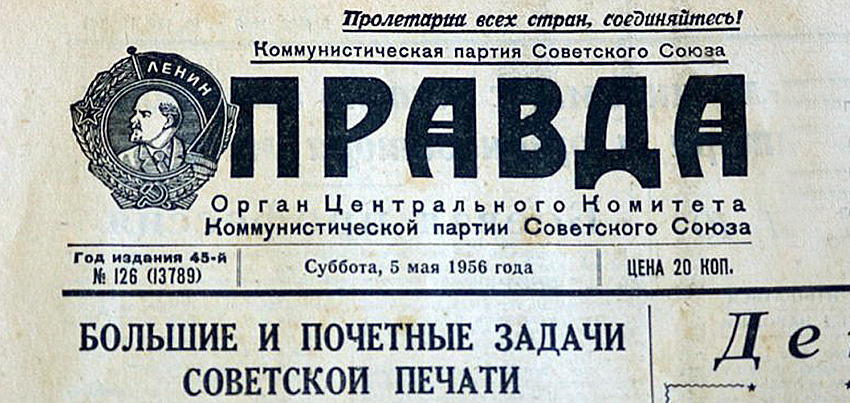 Пролетарии всех стран, соединяйтесь!
Коммунистическая партия Советского Союза
ЛЕНИН
ПРАВДА
Орган Центрального Комитета
Коммунистической партии Советского Союза
Год издания 45-й
№ 126 (13789)
Суббота, 5 мая 1956 года
ЦЕНА 20 КОП.
БОЛЬШИЕ И ПОЧЕТНЫЕ ЗАДАЧИ
СОВЕТСКОЙ ПЕЧАТИ